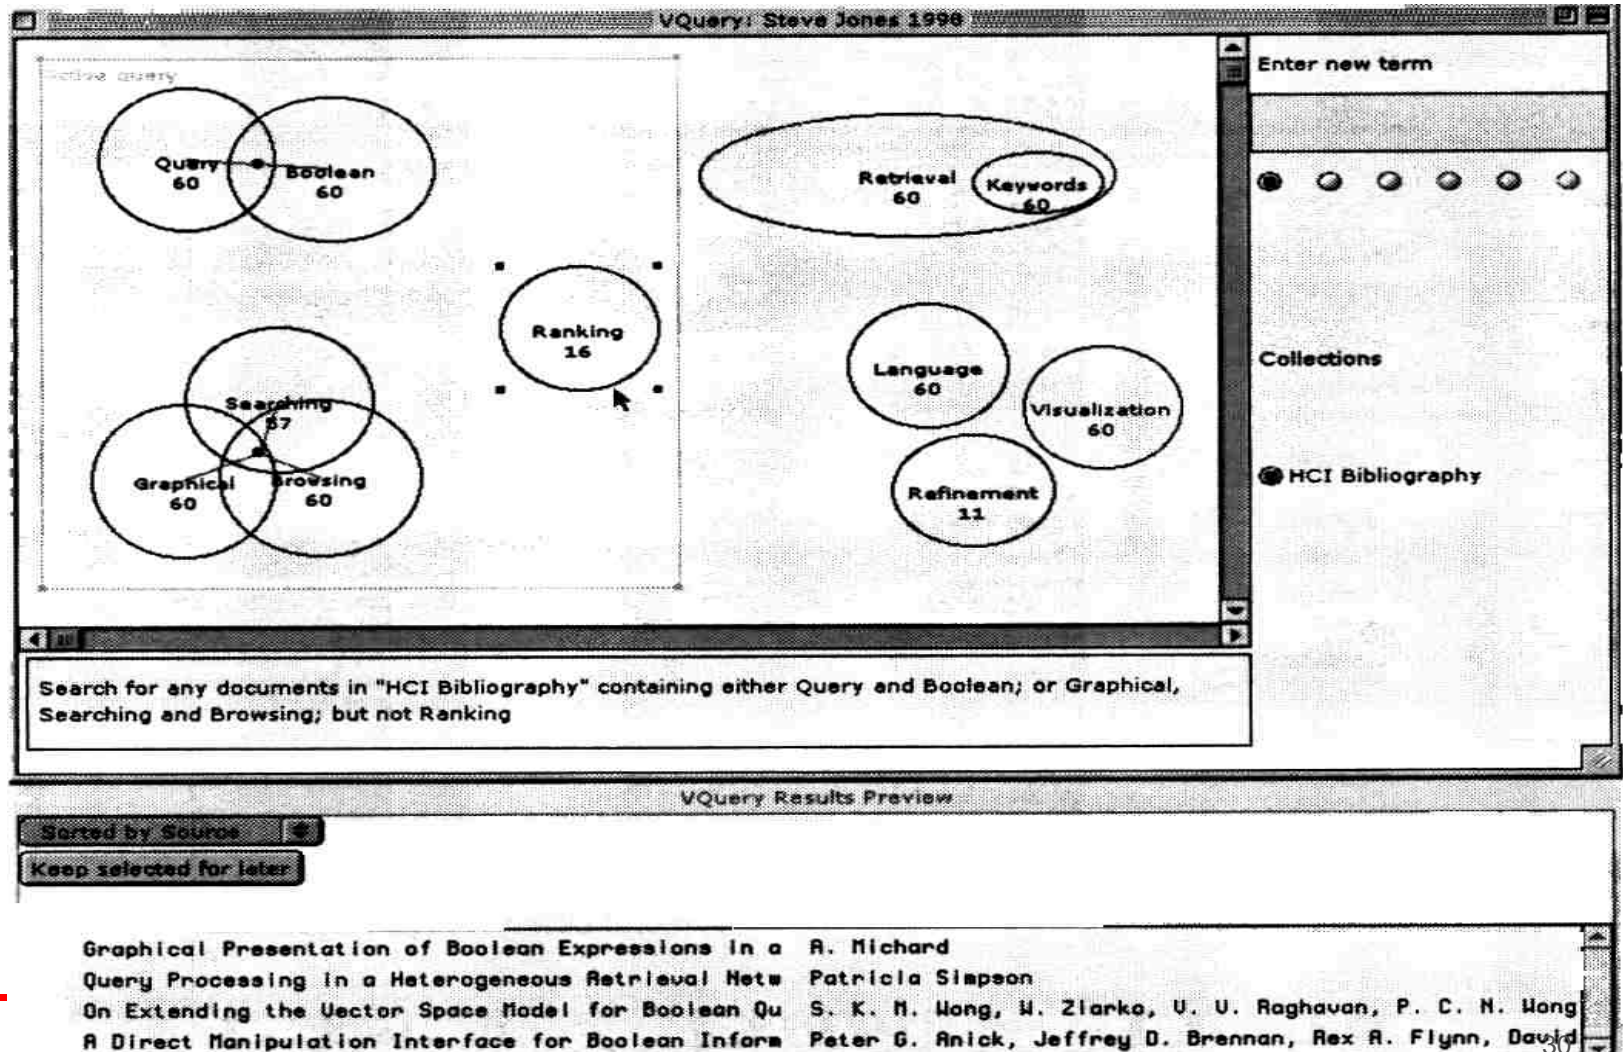 VQuery: Steve Jones 1998
Active query
Query
60
Boolean
60
Retrieval
60
Keywords
60
Ranking
16
Searching
57
Graphical
60
Browsing
60
Language
60
Visualization
60
Refinement
11
Enter new term
Collections
HCI Bibliography
Search for any documents in "HCI Bibliography" containing either Query and Boolean; or Graphical,
Searching and Browsing; but not Ranking
VQuery Results Preview
Sorted by Source
Keep selected for later
Graphical Presentation of Boolean Expressions in a A. Michard
Query Processing in a Heterogeneous Retrieval Netw Patricia Simpson
On Extending the Vector Space Model for Boolean Qu S. K. M. Wong, W. Ziarko, V. V. Raghavan, P. C. N. Wong
A Direct Manipulation Interface for Boolean Inform Peter G. Anick, Jeffrey D. Brennan, Rex A. Flynn, David
30